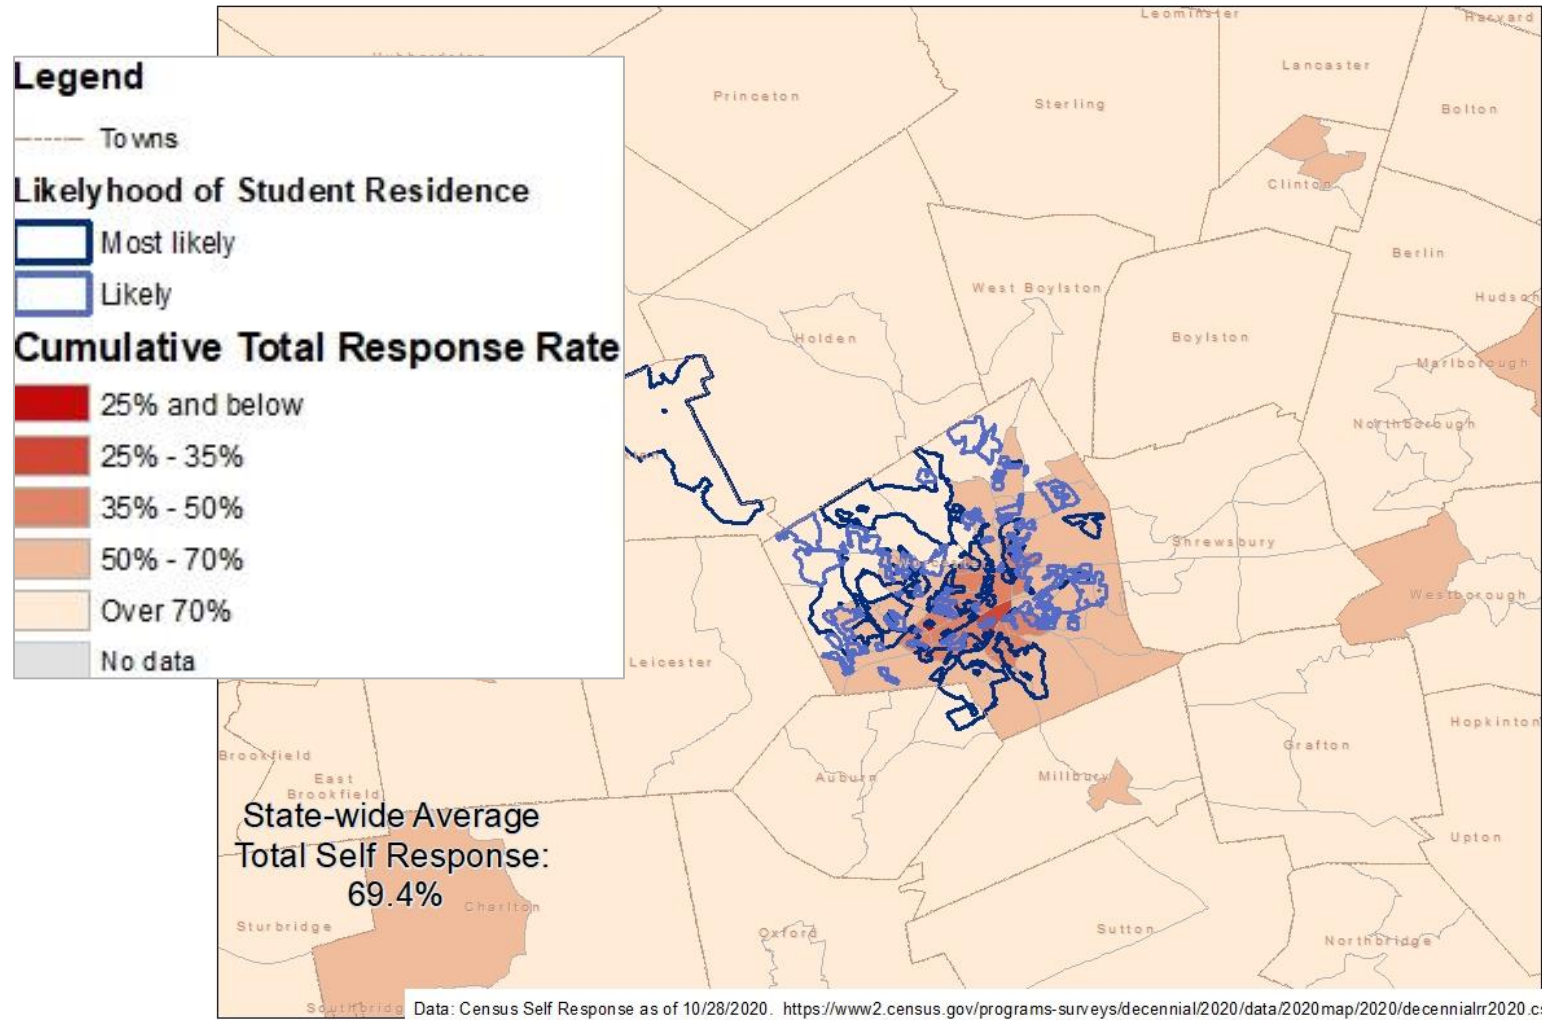 Leominster
Harvard
Lancaster
Princeton
Sterling
Bolton
Clinton
Berlin
West Boylston
Hudson
Holden
Boylston
Marlborough
Northborough
Shrewsbury
Westborough
Leicester
Hopkinton
Grafton
Brookfield
East
Brookfield
Auburn
Millbury
Upton
Charlton
Sturbridge
Oxford
Sutton
Northbridge
Legend
Towns
Likelyhood of Student Residence
Most likely
Likely
Cumulative Total Response Rate
25% and below
25% - 35%
35% - 50%
50% - 70%
Over 70%
No data
State-wide Average
Total Self Response:
69.4%
Data: Census Self Response as of 10/28/2020. https://www2.census.gov/programs-surveys/decennial/2020/data/2020map/2020/decennialrr2020.cs